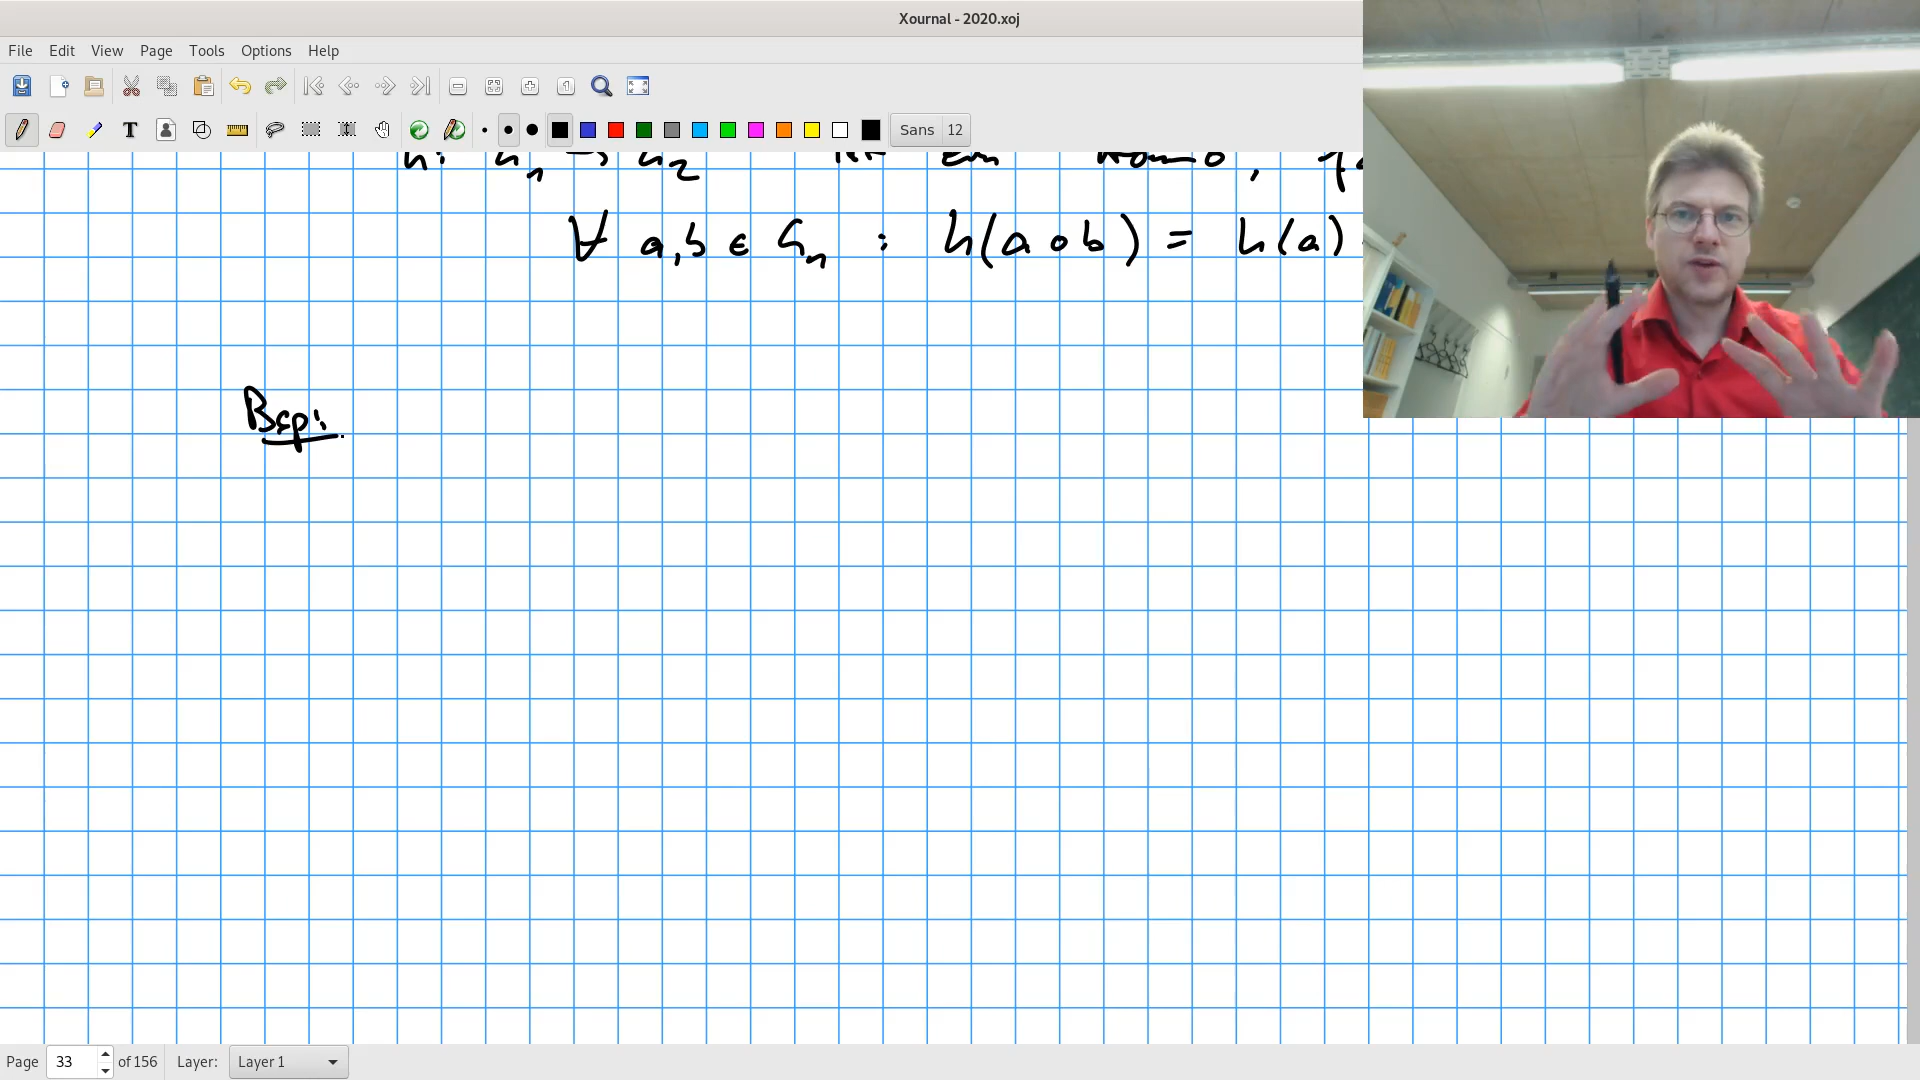 Xournal - 2020.xoj
File Edit View Page Tools Options Help
Sans 12
∀ a,b ∈ G₁ : h(a ∘ b) = h(a)
Bsp:
Page 33 of 156 Layer: Layer 1